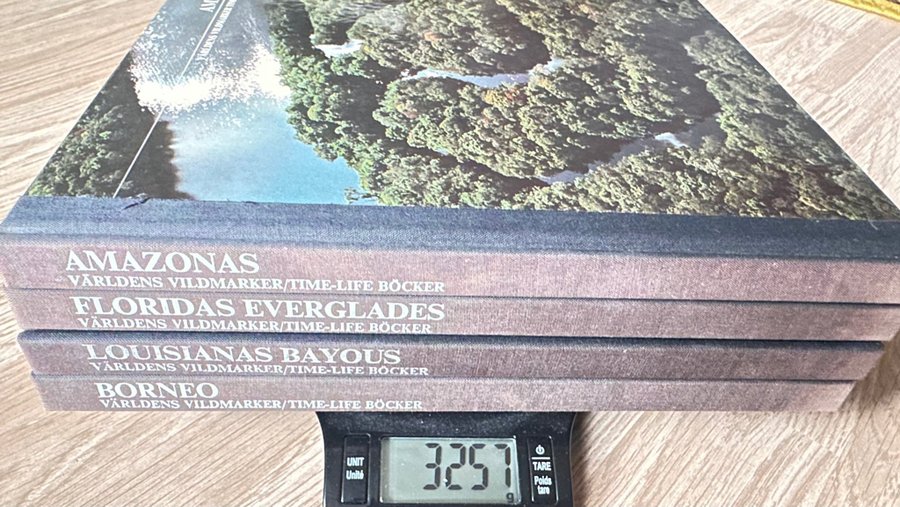 AMAZONAS
VÄRLDENS VILDMARKER/TIME-LIFE BÖCKER
FLORIDAS EVERGLADES
VÄRLDENS VILDMARKER/TIME-LIFE BÖCKER
LOUISIANAS BAYOUS
VÄRLDENS VILDMARKER/TIME-LIFE BÖCKER
BORNEO
VÄRLDENS VILDMARKER/TIME-LIFE BÖCKER
UNIT
Unité
3257
g
TARE
Poids
tare